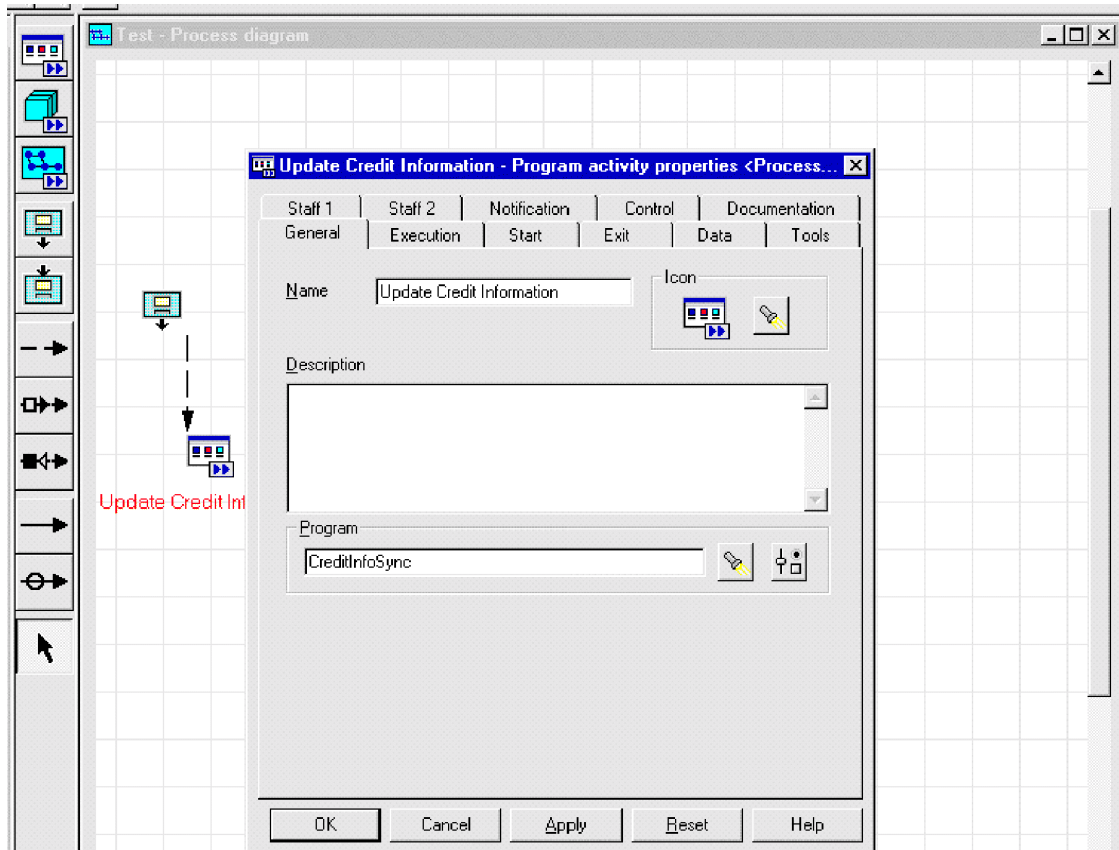 Test - Process diagram
Update Credit Information - Program activity properties <Process...
Staff 1 Staff 2 Notification Control Documentation
General Execution Start Exit Data Tools
Name Update Credit Information Icon
Description
Update Credit Inf
Program
CreditInfoSync
OK Cancel Apply Reset Help